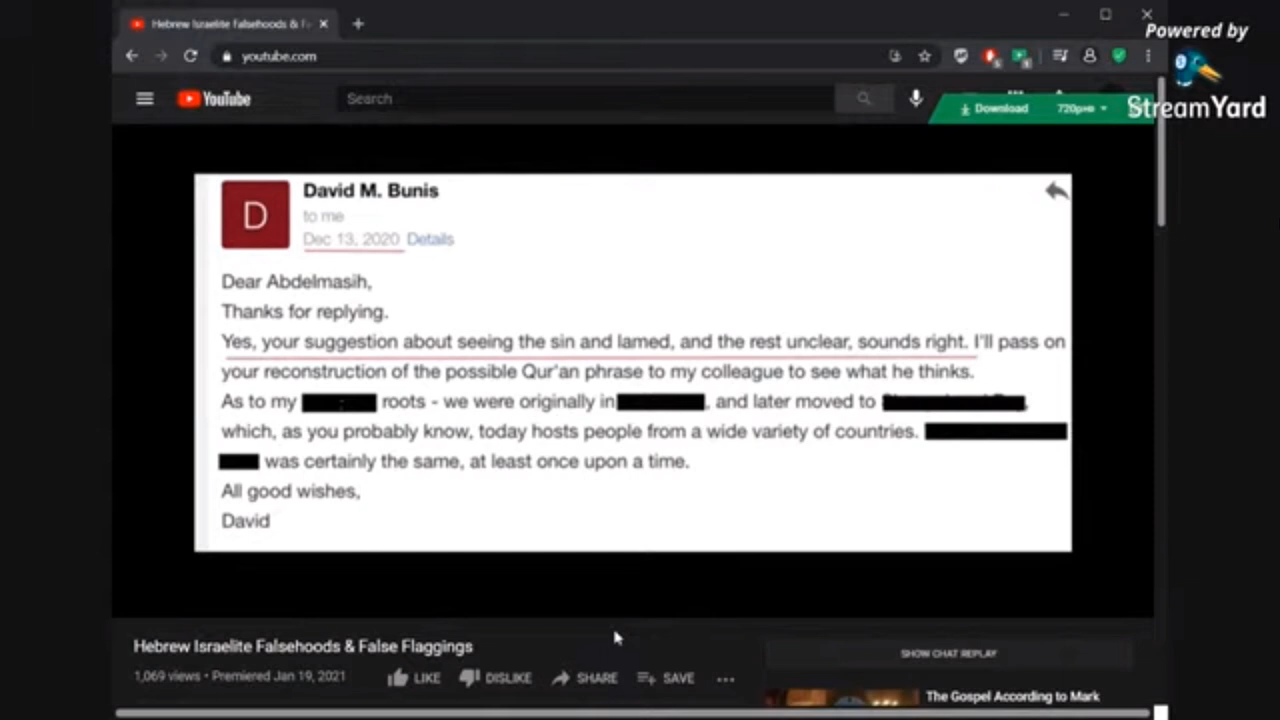 Hebrew Israelite Falsehoods & F
youtube.com
Powered by
StreamYard
YouTube
Search
Download
D
David M. Bunis
to me
Dec 13, 2020 Details
Dear Abdelmasih,
Thanks for replying.
Yes, your suggestion about seeing the sin and lamed, and the rest unclear, sounds right. I'll pass on
your reconstruction of the possible Qur'an phrase to my colleague to see what he thinks.
As to my roots - we were originally in , and later moved to ,
which, as you probably know, today hosts people from a wide variety of countries.
was certainly the same, at least once upon a time.
All good wishes,
David
Hebrew Israelite Falsehoods & False Flaggings
1,069 views • Premiered Jan 19, 2021
LIKE
DISLIKE
SHARE
SAVE
SHOW CHAT REPLAY
The Gospel According to Mark